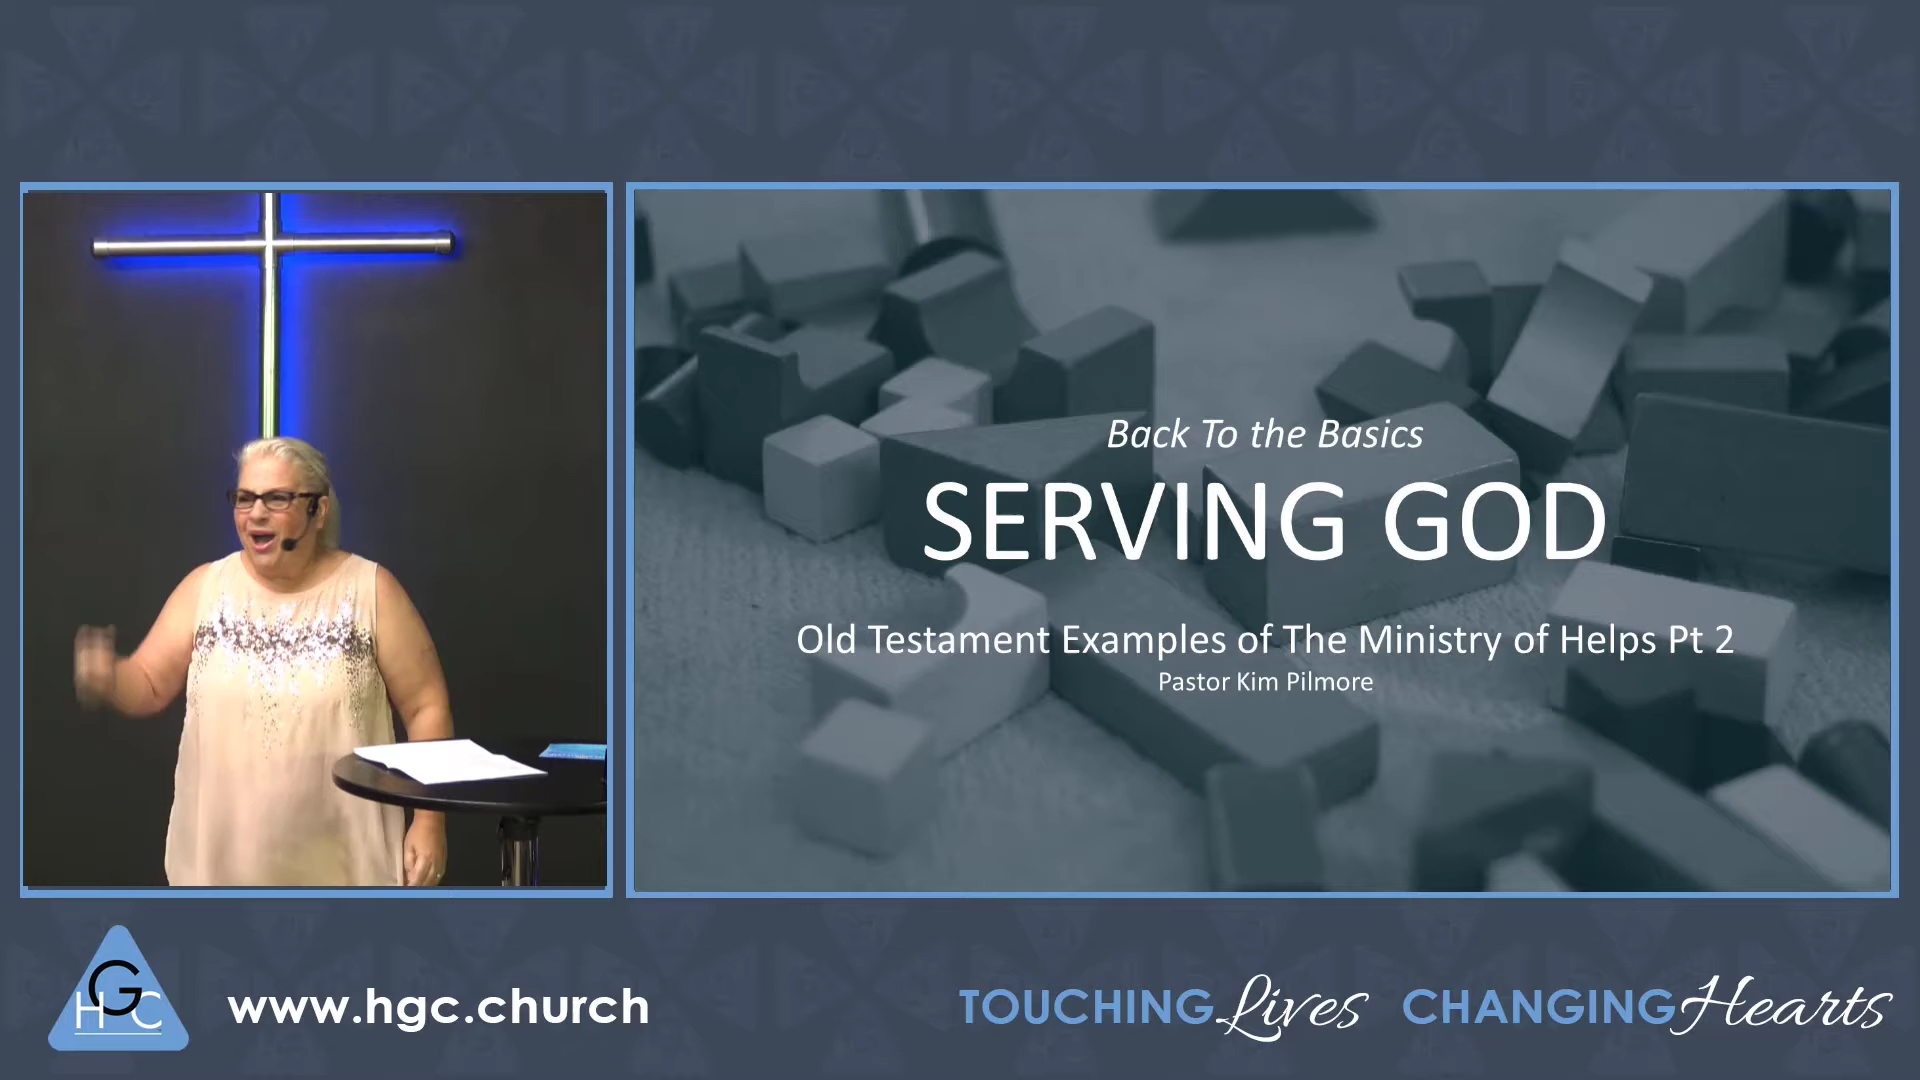 Back To the Basics
SERVING GOD
Old Testament Examples of The Ministry of Helps Pt 2
Pastor Kim Pilmore
HGC
www.hgc.church
TOUCHING Lives CHANGING Hearts